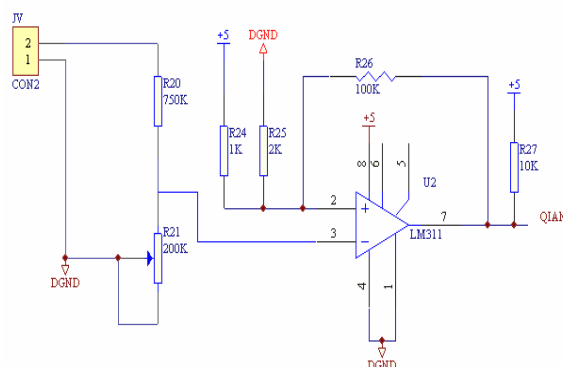 JV
2
1
CON2
R20
750K
R21
200K
DGND
+5
R24
1K
DGND
R25
2K
R26
100K
+5
8
6
5
U2
2
3
+
−
LM311
7
4
1
DGND
+5
R27
10K
QIAN